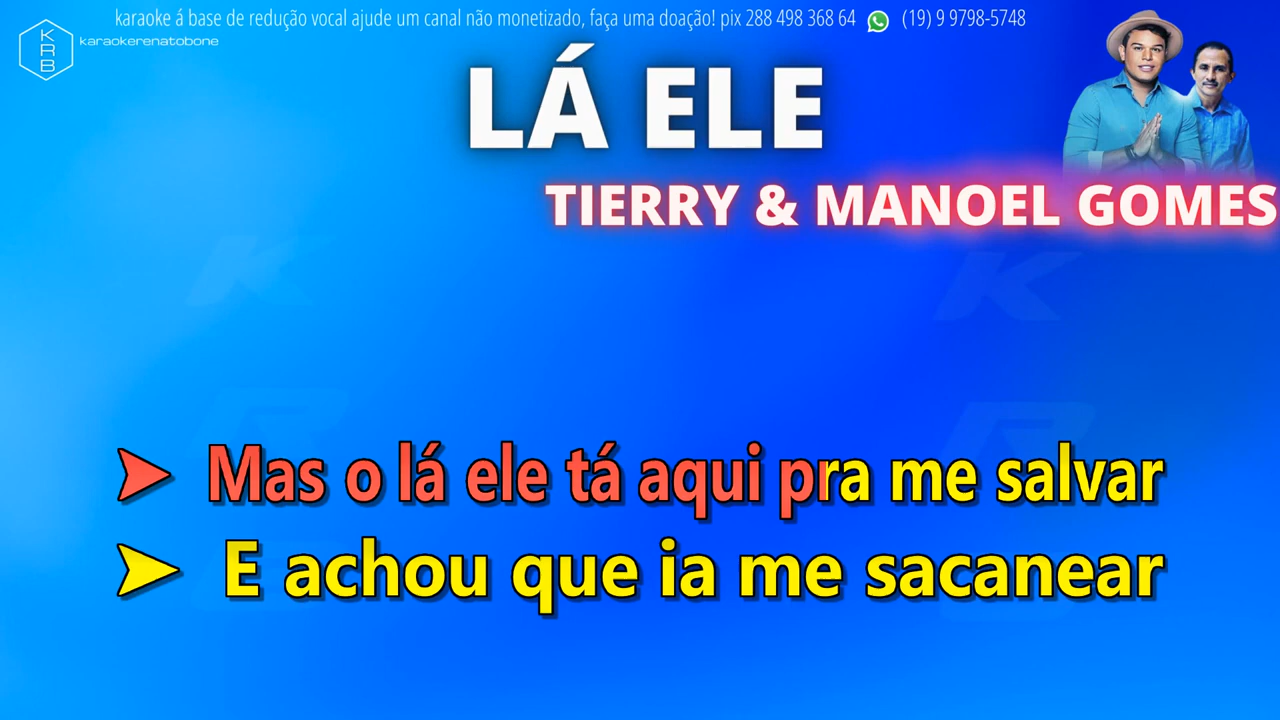 karaoke á base de redução vocal ajude um canal não monetizado, faça uma doação! pix 288 498 368 64 (19) 9 9798-5748
KRB
karaokerenatobone
LÁ ELE
TIERRY & MANOEL GOMES
K
K
R
R
➤ Mas o lá ele tá aqui pra me salvar
➤ E achou que ia me sacanear